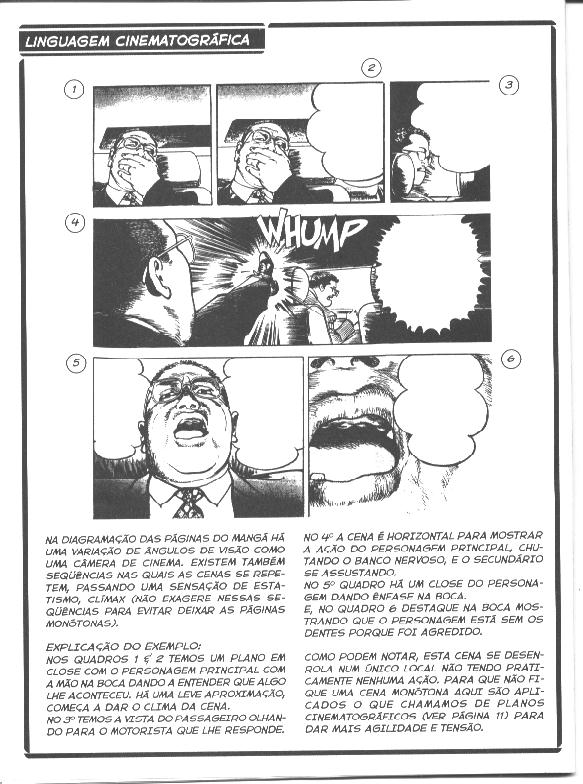 LINGUAGEM CINEMATOGRÁFICA
1
2
3
4
WHUMP
5
6
NA DIAGRAMAÇÃO DAS PÁGINAS DO MANGÁ HÁ
UMA VARIAÇÃO DE ÂNGULOS DE VISÃO COMO
UMA CÂMERA DE CINEMA. EXISTEM TAMBÉM
SEQÜÊNCIAS NAS QUAIS AS CENAS SE REPE-
TEM, PASSANDO UMA SENSAÇÃO DE ESTA-
TISMO, CLÍMAX (NÃO EXAGERE NESSAS SE-
QÜÊNCIAS PARA EVITAR DEIXAR AS PÁGINAS
MONÓTONAS).
EXPLICAÇÃO DO EXEMPLO:
NOS QUADROS 1 E 2 TEMOS UM PLANO EM
CLOSE COM O PERSONAGEM PRINCIPAL COM
A MÃO NA BOCA DANDO A ENTENDER QUE ALGO
LHE ACONTECEU. HÁ UMA LEVE APROXIMAÇÃO,
COMEÇA A DAR O CLIMA DA CENA.
NO 3º TEMOS A VISTA DO PASSAGEIRO OLHAN-
DO PARA O MOTORISTA QUE LHE RESPONDE.
NO 4º A CENA É HORIZONTAL PARA MOSTRAR
A AÇÃO DO PERSONAGEM PRINCIPAL, CHU-
TANDO O BANCO NERVOSO, E O SECUNDÁRIO
SE ASSUSTANDO.
NO 5º QUADRO HÁ UM CLOSE DO PERSONA-
GEM DANDO ÊNFASE NA BOCA.
E, NO QUADRO 6 DESTAQUE NA BOCA MOS-
TRANDO QUE O PERSONAGEM ESTÁ SEM OS
DENTES PORQUE FOI AGREDIDO.
COMO PODEM NOTAR, ESTA CENA SE DESEN-
ROLA NUM ÚNICO LOCAL NÃO TENDO PRATI-
CAMENTE NENHUMA AÇÃO. PARA QUE NÃO FI-
QUE UMA CENA MONÓTONA AQUI SÃO APLI-
CADOS O QUE CHAMAMOS DE PLANOS
CINEMATOGRÁFICOS (VER PÁGINA 11) PARA
DAR MAIS AGILIDADE E TENSÃO.